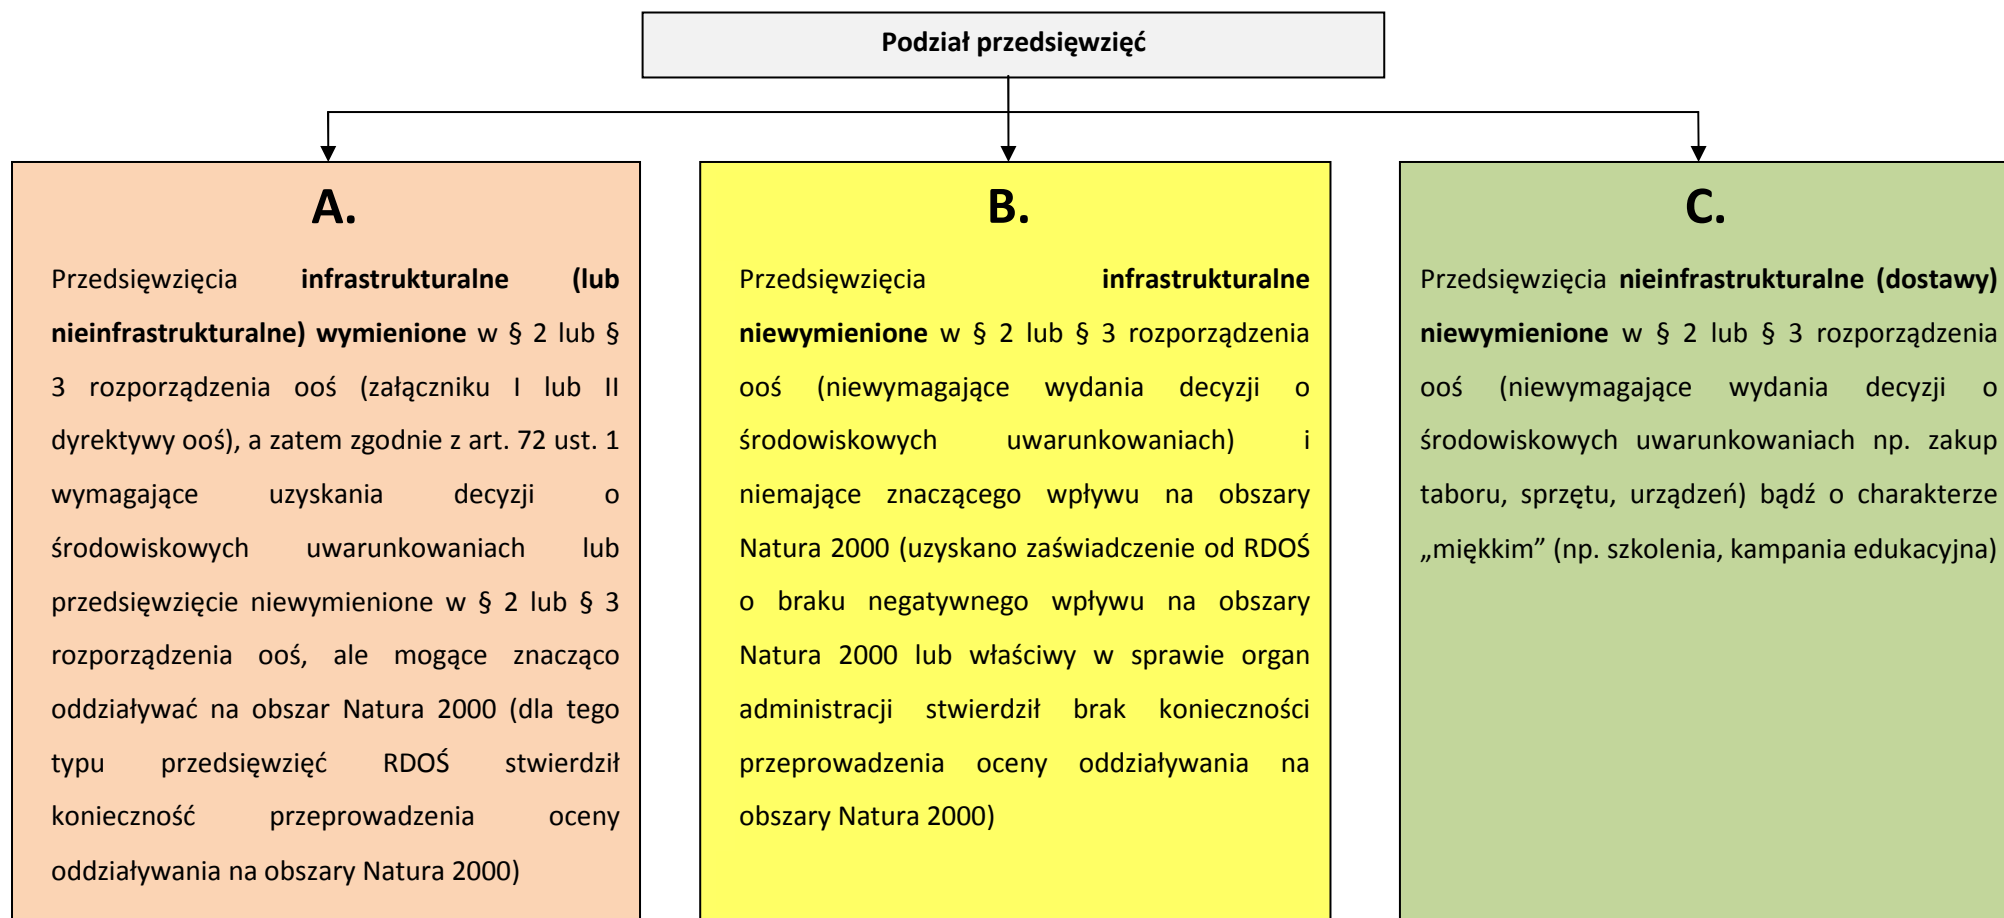 Podział przedsięwzięć
A.
Przedsięwzięcia infrastrukturalne (lub
nieinfrastrukturalne) wymienione w § 2 lub §
3 rozporządzenia ooś (załączniku I lub II
dyrektywy ooś), a zatem zgodnie z art. 72 ust. 1
wymagające uzyskania decyzji o
środowiskowych uwarunkowaniach lub
przedsięwzięcie niewymienione w § 2 lub § 3
rozporządzenia ooś, ale mogące znacząco
oddziaływać na obszar Natura 2000 (dla tego
typu przedsięwzięć RDOŚ stwierdził
konieczność przeprowadzenia oceny
oddziaływania na obszary Natura 2000)
B.
Przedsięwzięcia infrastrukturalne
niewymienione w § 2 lub § 3 rozporządzenia
ooś (niewymagające wydania decyzji o
środowiskowych uwarunkowaniach) i
niemające znaczącego wpływu na obszary
Natura 2000 (uzyskano zaświadczenie od RDOŚ
o braku negatywnego wpływu na obszary
Natura 2000 lub właściwy w sprawie organ
administracji stwierdził brak konieczności
przeprowadzenia oceny oddziaływania na
obszary Natura 2000)
C.
Przedsięwzięcia nieinfrastrukturalne (dostawy)
niewymienione w § 2 lub § 3 rozporządzenia
ooś (niewymagające wydania decyzji o
środowiskowych uwarunkowaniach np. zakup
taboru, sprzętu, urządzeń) bądź o charakterze
„miękkim” (np. szkolenia, kampania edukacyjna)